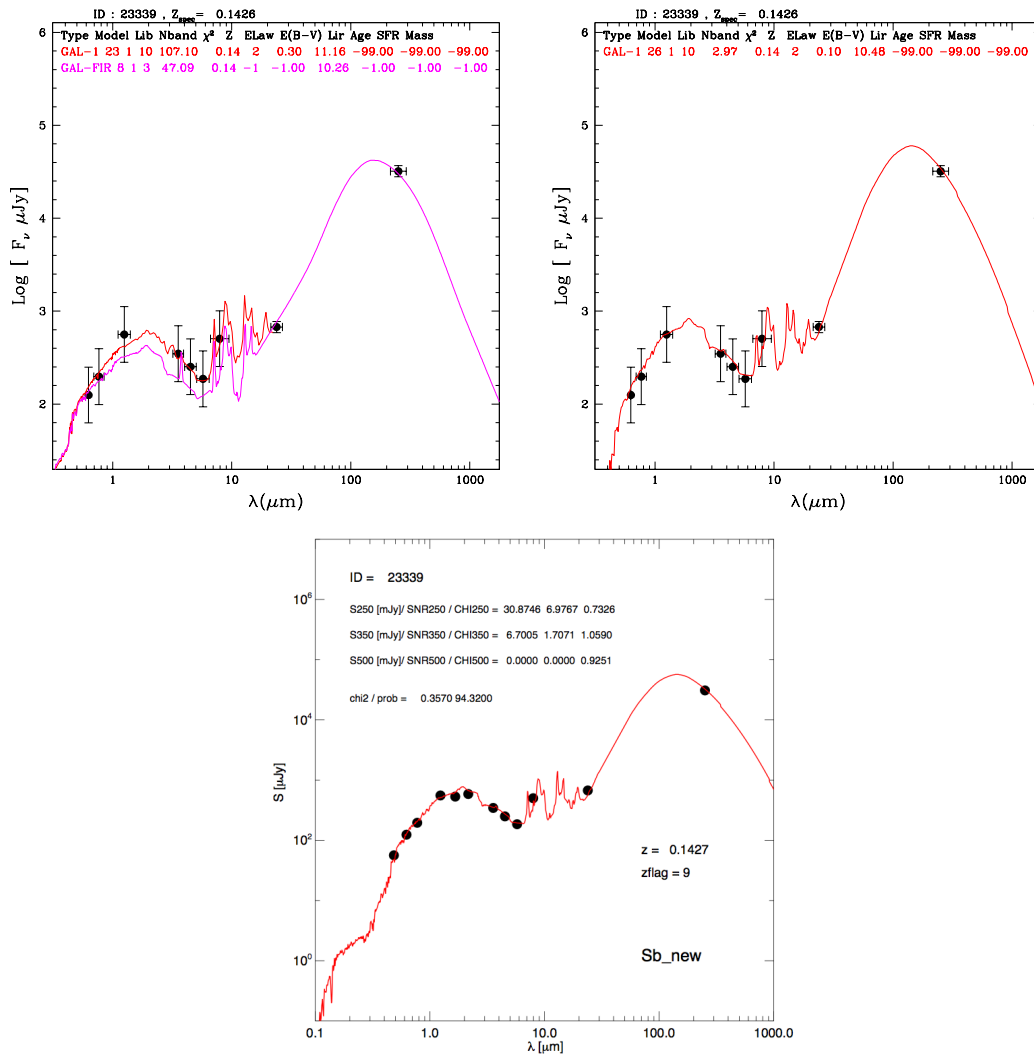 ID : 23339 , Zspec= 0.1426
Type Model Lib Nband χ² Z ELaw E(B-V) Lir Age SFR Mass
GAL-1 23 1 10 107.10 0.14 2 0.30 11.16 -99.00 -99.00 -99.00
GAL-FIR 8 1 3 47.09 0.14 -1 -1.00 10.26 -1.00 -1.00 -1.00
6
5
4
3
2
Log [ Fν μJy]
1 10 100 1000
λ(μm)
ID : 23339 , Zspec= 0.1426
Type Model Lib Nband χ² Z ELaw E(B-V) Lir Age SFR Mass
GAL-1 26 1 10 2.97 0.14 2 0.10 10.48 -99.00 -99.00 -99.00
6
5
4
3
2
Log [ Fν μJy]
1 10 100 1000
λ(μm)
ID = 23339
S250 [mJy]/ SNR250 / CHI250 = 30.8746 6.9767 0.7326
S350 [mJy]/ SNR350 / CHI350 = 6.7005 1.7071 1.0590
S500 [mJy]/ SNR500 / CHI500 = 0.0000 0.0000 0.9251
chi2 / prob = 0.3570 94.3200
10⁶
10⁴
10²
10⁰
S [μJy]
z = 0.1427
zflag = 9
Sb_new
0.1 1.0 10.0 100.0 1000.0
λ [μm]